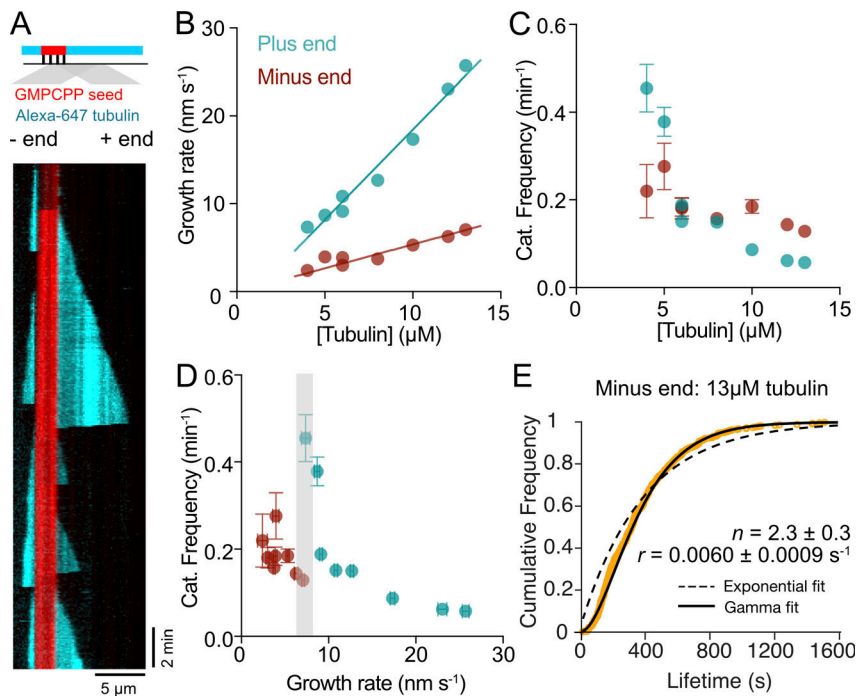 A
GMPCPP seed
Alexa-647 tubulin
- end
+ end
2 min
5 µm
B
Plus end
Minus end
Growth rate (nm s⁻¹)
30
20
10
0
0
5
10
15
[Tubulin] (µM)
C
Cat. Frequency (min⁻¹)
0.6
0.4
0.2
0.0
0
5
10
15
[Tubulin] (µM)
D
Cat. Frequency (min⁻¹)
0.6
0.4
0.2
0.0
0
10
20
30
Growth rate (nm s⁻¹)
E
Minus end: 13µM tubulin
Cumulative Frequency
1
0.8
0.6
0.4
0.2
0
n = 2.3 ± 0.3
r = 0.0060 ± 0.0009 s⁻¹
Exponential fit
Gamma fit
0
400
800
1200
1600
Lifetime (s)